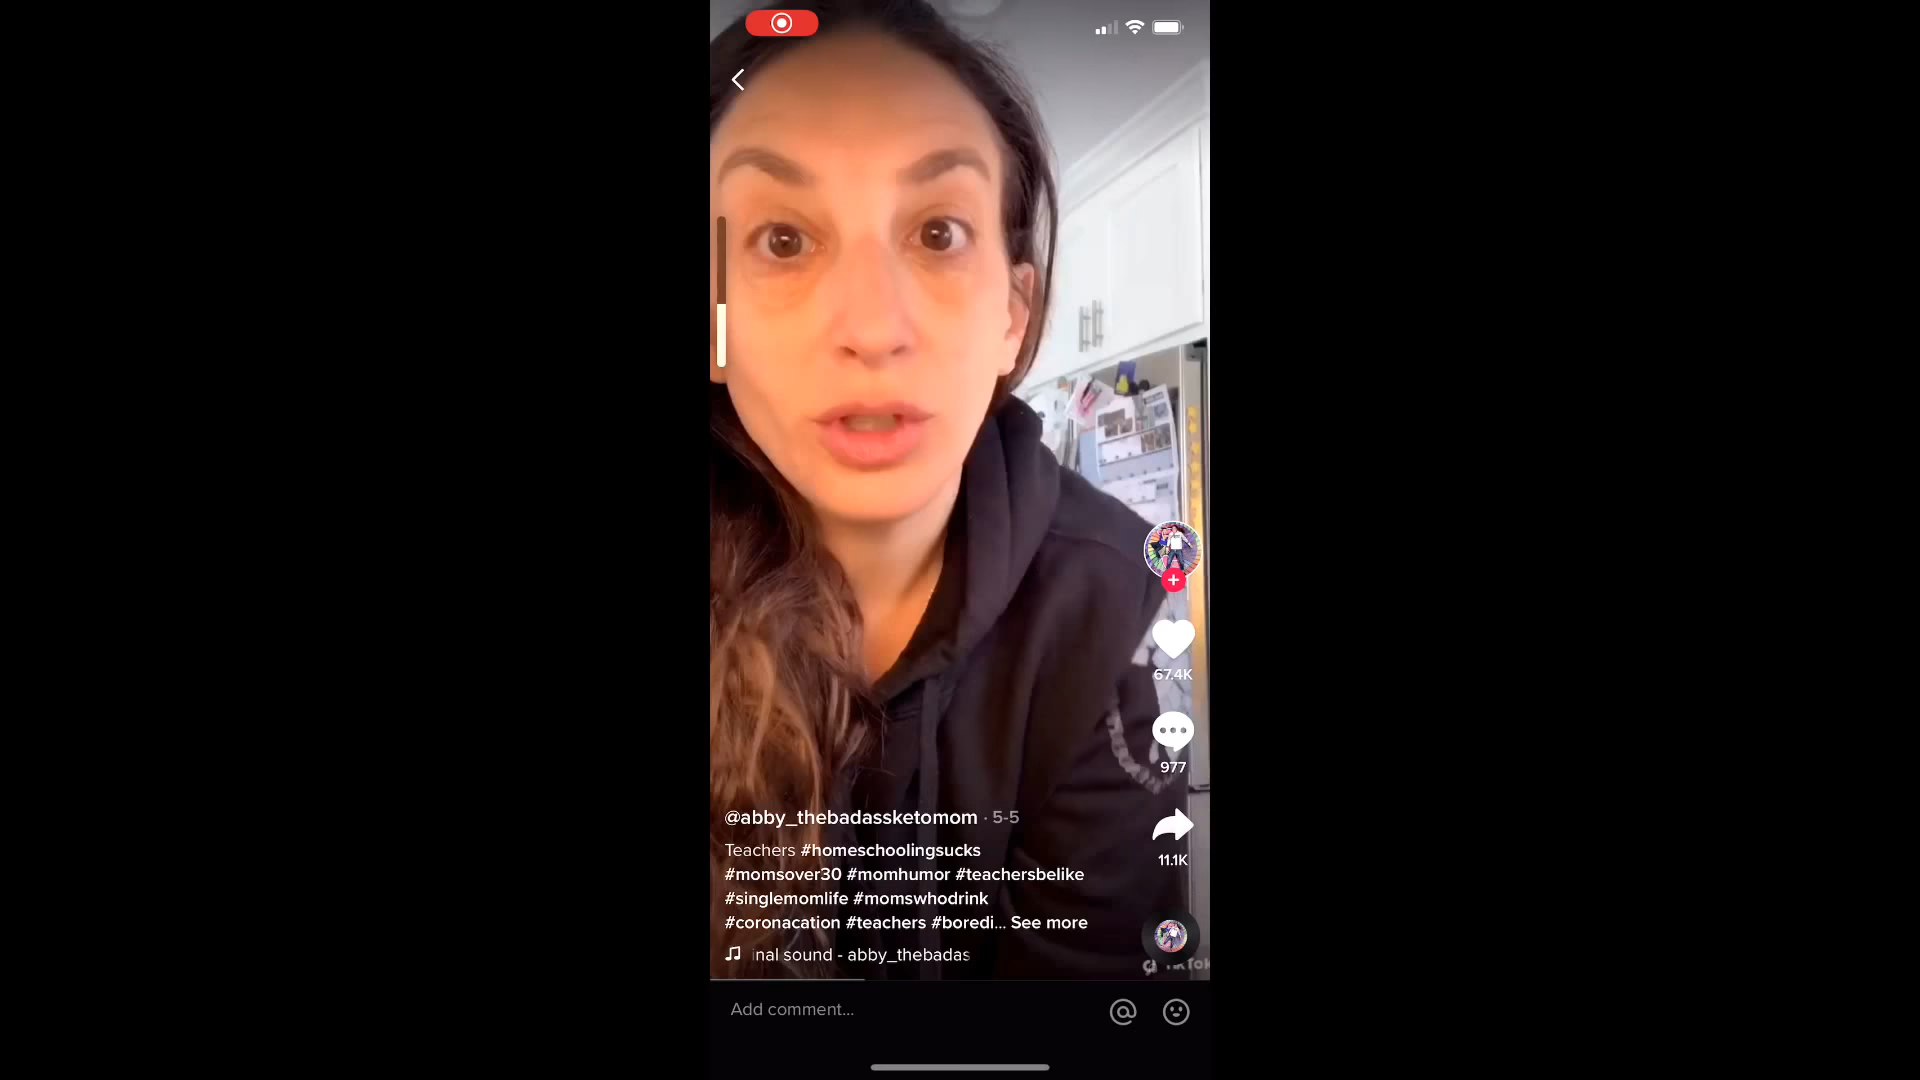 67.4K
977
@abby_thebadassketomom · 5-5
Teachers #homeschoolingsucks
#momsover30 #momhumor #teachersbelike
#singlemomlife #momswhodrink
#coronacation #teachers #boredi... See more
11.1K
inal sound - abby_thebadas
TikTok
Add comment...